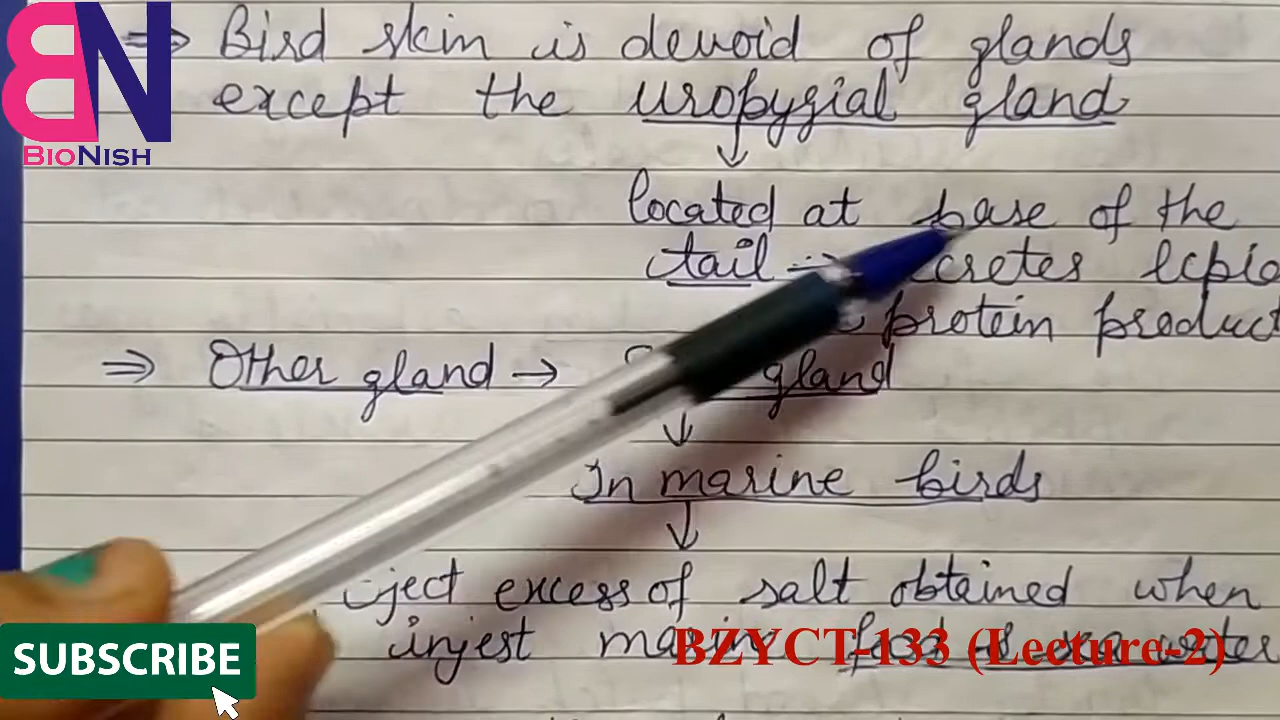 BN
BIONISH
⇒ Bird skin is devoid of glands
except the uropygial gland
↓
located at base of the
tail →
protein product
⇒ Other gland → gland
↓
In marine birds
↓
excess of salt obtained when
injest
BZYCT-133 (Lecture-2)
SUBSCRIBE